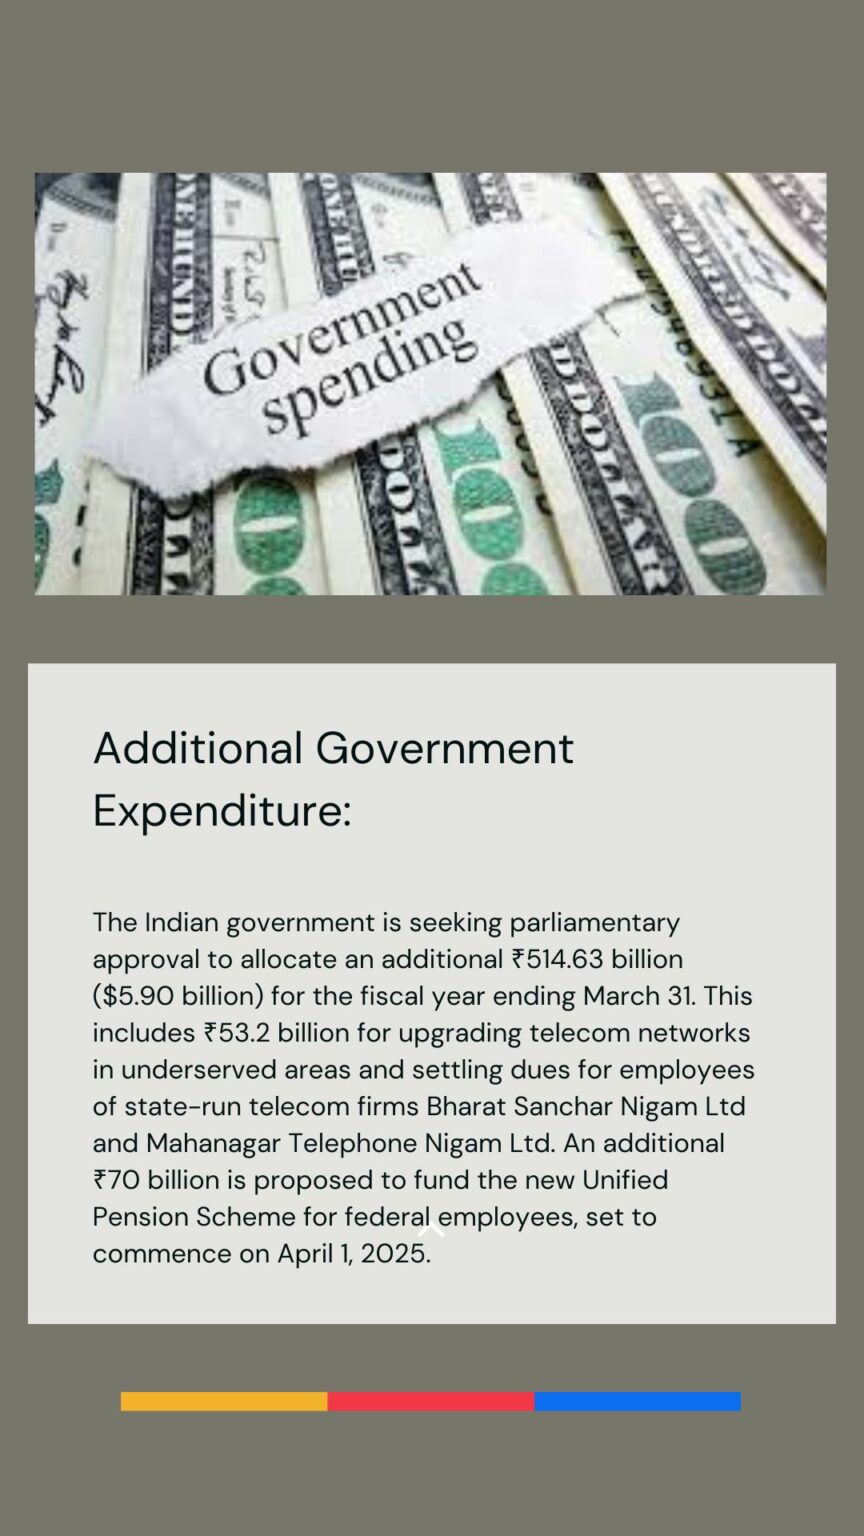 Government
spending
Additional Government
Expenditure:
The Indian government is seeking parliamentary
approval to allocate an additional ₹514.63 billion
($5.90 billion) for the fiscal year ending March 31. This
includes ₹53.2 billion for upgrading telecom networks
in underserved areas and settling dues for employees
of state-run telecom firms Bharat Sanchar Nigam Ltd
and Mahanagar Telephone Nigam Ltd. An additional
₹70 billion is proposed to fund the new Unified
Pension Scheme for federal employees, set to
commence on April 1, 2025.